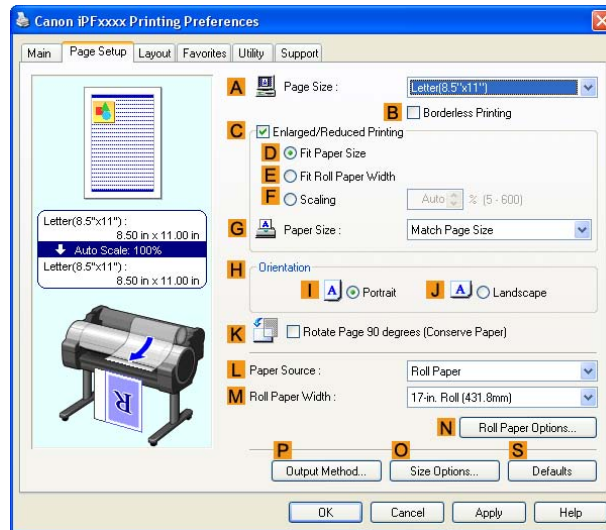 Canon iPFxxxx Printing Preferences
Main Page Setup Layout Favorites Utility Support
A Page Size : Letter(8.5"x11")
B Borderless Printing
C Enlarged/Reduced Printing
D Fit Paper Size
E Fit Roll Paper Width
F Scaling Auto % (5 - 600)
G Paper Size : Match Page Size
Letter(8.5"x11") :
8.50 in x 11.00 in
Auto Scale: 100%
Letter(8.5"x11") :
8.50 in x 11.00 in
H Orientation
I A Portrait J A Landscape
K Rotate Page 90 degrees (Conserve Paper)
L Paper Source : Roll Paper
M Roll Paper Width : 17-in. Roll (431.8mm)
R
N Roll Paper Options...
P O S
Output Method... Size Options... Defaults
OK Cancel Apply Help